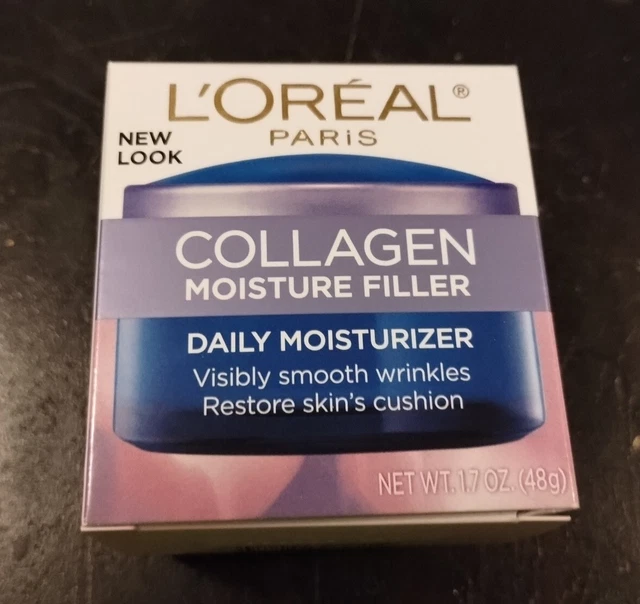 L'ORÉAL®
PARiS
NEW
LOOK
COLLAGEN
MOISTURE FILLER
DAILY MOISTURIZER
Visibly smooth wrinkles
Restore skin's cushion
NET WT. 1.7 OZ. (48g)